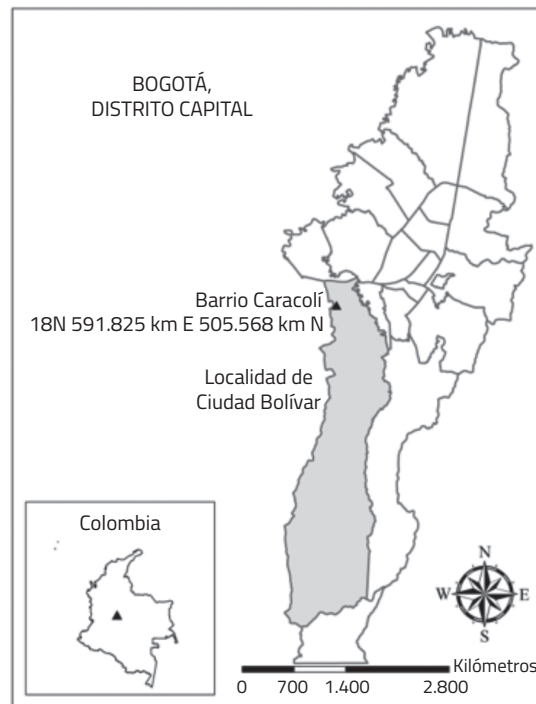 BOGOTÁ,
DISTRITO CAPITAL
Barrio Caracolí
18N 591.825 km E 505.568 km N
Localidad de
Ciudad Bolívar
Colombia
N
W E
S
Kilómetros
0 700 1.400 2.800